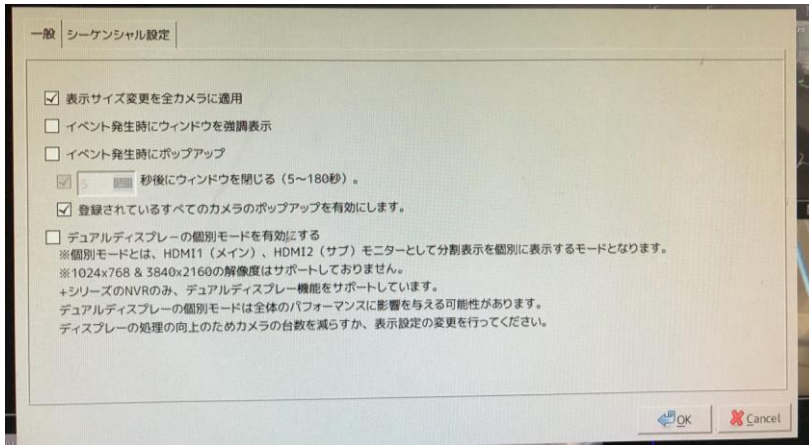 一般 シーケンシャル設定
表示サイズ変更を全カメラに適用
イベント発生時にウィンドウを強調表示
イベント発生時にポップアップ
5 秒後にウィンドウを閉じる（5～180秒）。
登録されているすべてのカメラのポップアップを有効にします。
デュアルディスプレーの個別モードを有効にする
※個別モードとは、HDMI1（メイン）、HDMI2（サブ）モニターとして分割表示を個別に表示するモードとなります。
※1024x768 & 3840x2160の解像度はサポートしておりません。
+シリーズのNVRのみ、デュアルディスプレー機能をサポートしています。
デュアルディスプレーの個別モードは全体のパフォーマンスに影響を与える可能性があります。
ディスプレーの処理の向上のためカメラの台数を減らすか、表示設定の変更を行ってください。
OK Cancel